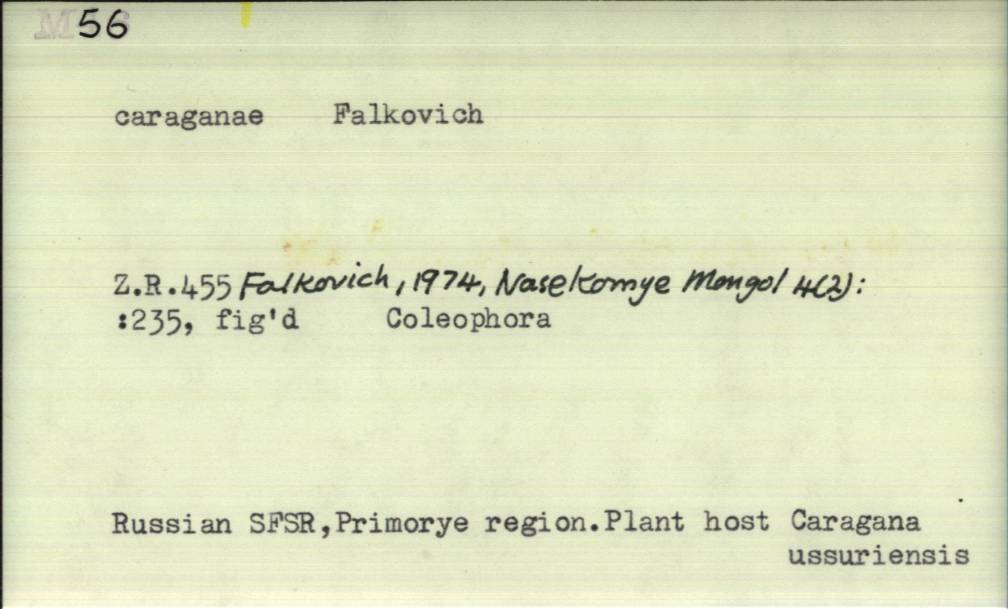 56
caraganae Falkovich
Z.R.455 Falkovich, 1974, Nasekomye Mongol 4(2):
:235, fig'd Coleophora
Russian SFSR,Primorye region.Plant host Caragana
ussuriensis